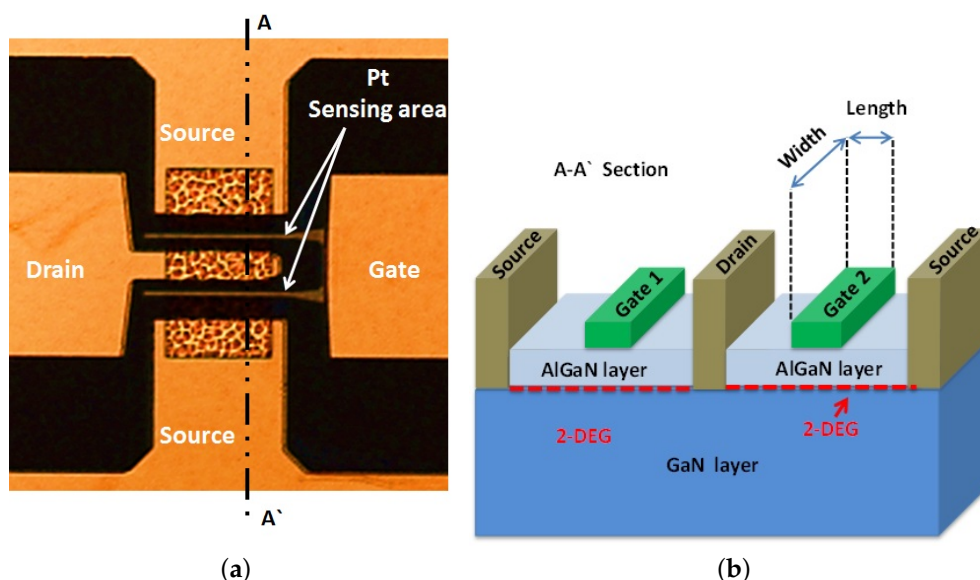 A
Pt
Sensing area
Source
Drain
Gate
Source
A`
(a)
Length
Width
A-A` Section
Source
Gate 1
Drain
Gate 2
Source
AlGaN layer
AlGaN layer
2-DEG
2-DEG
GaN layer
(b)